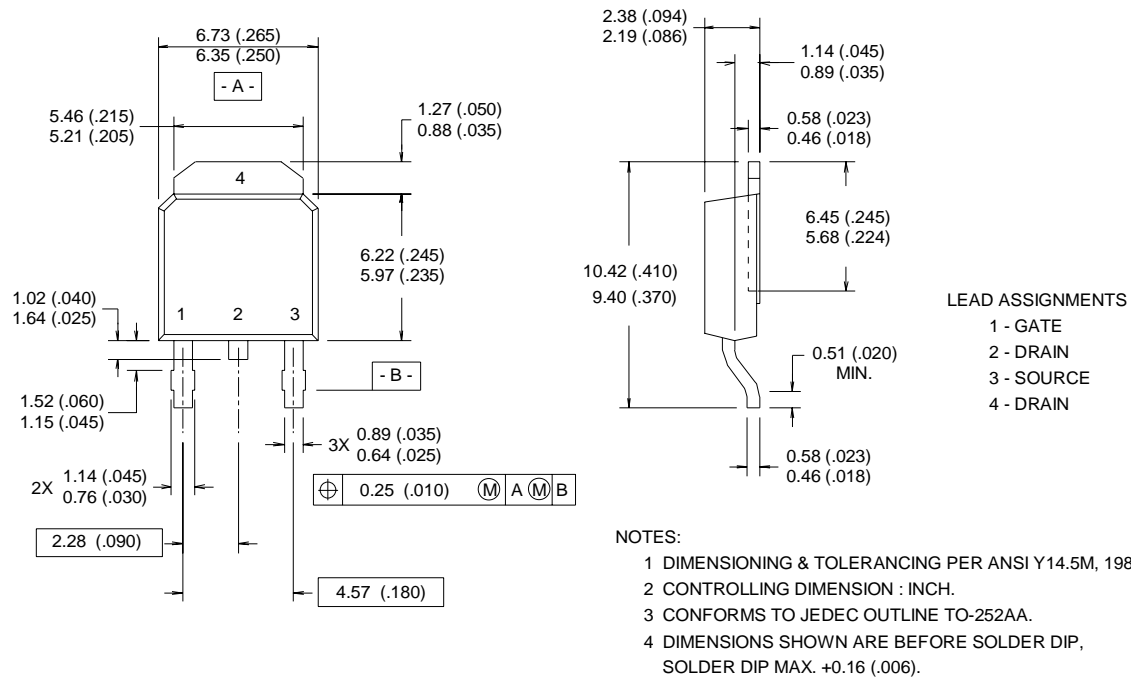 6.73 (.265)
6.35 (.250)
- A -
5.46 (.215)
5.21 (.205)
1.27 (.050)
0.88 (.035)
4
6.22 (.245)
5.97 (.235)
1.02 (.040)
1.64 (.025)
1 2 3
- B -
1.52 (.060)
1.15 (.045)
3X 0.89 (.035)
0.64 (.025)
2X 1.14 (.045)
0.76 (.030)
⌖ 0.25 (.010) Ⓜ A Ⓜ B
2.28 (.090)
4.57 (.180)
2.38 (.094)
2.19 (.086)
1.14 (.045)
0.89 (.035)
0.58 (.023)
0.46 (.018)
6.45 (.245)
5.68 (.224)
10.42 (.410)
9.40 (.370)
0.51 (.020)
MIN.
0.58 (.023)
0.46 (.018)
LEAD ASSIGNMENTS
1 - GATE
2 - DRAIN
3 - SOURCE
4 - DRAIN
NOTES:
1 DIMENSIONING & TOLERANCING PER ANSI Y14.5M, 198
2 CONTROLLING DIMENSION : INCH.
3 CONFORMS TO JEDEC OUTLINE TO-252AA.
4 DIMENSIONS SHOWN ARE BEFORE SOLDER DIP,
SOLDER DIP MAX. +0.16 (.006).